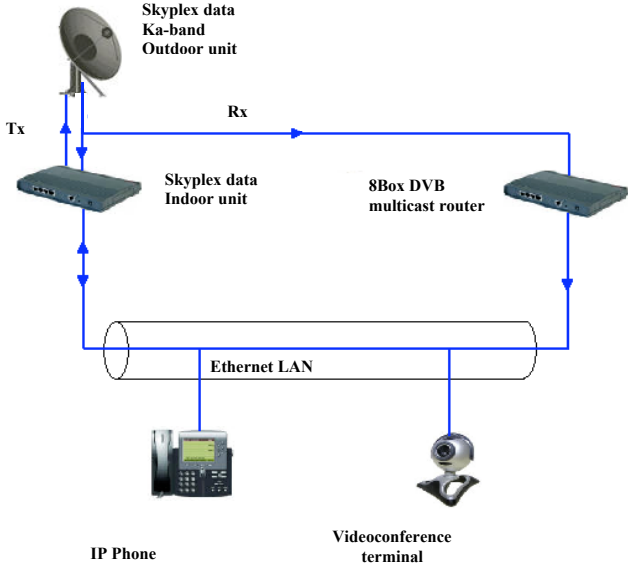 Skyplex data
Ka-band
Outdoor unit
Tx
Rx
Skyplex data
Indoor unit
8Box DVB
multicast router
Ethernet LAN
IP Phone
Videoconference
terminal